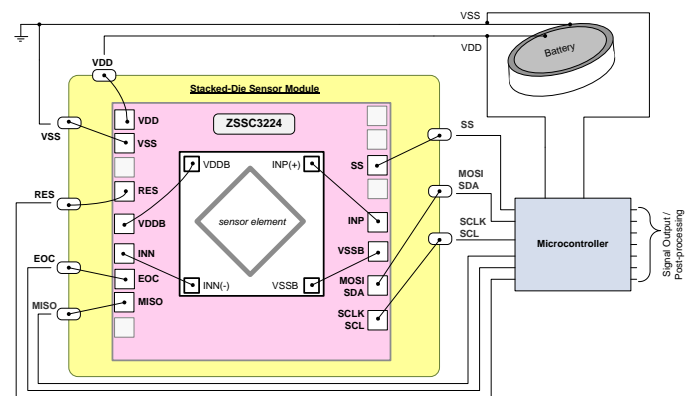 VSS
VDD
Battery
VDD
Stacked-Die Sensor Module
VDD
ZSSC3224
VSS
VSS
SS
SS
VDDB
INP(+)
RES
RES
MOSI
SDA
VDDB
sensor element
INP
SCLK
SCL
Microcontroller
Signal Output /
Post-processing
INN
VSSB
EOC
EOC
INN(-)
VSSB
MOSI
SDA
MISO
MISO
SCLK
SCL